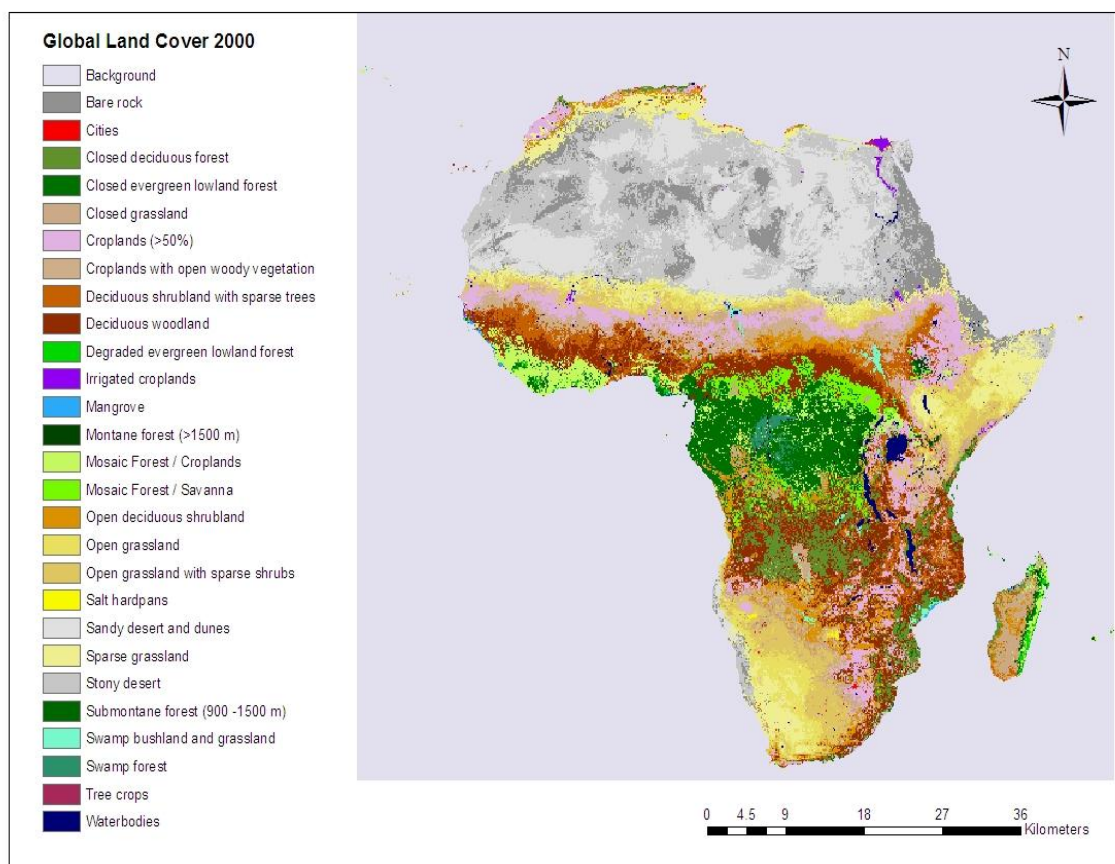 Global Land Cover 2000
Background
Bare rock
Cities
Closed deciduous forest
Closed evergreen lowland forest
Closed grassland
Croplands (>50%)
Croplands with open woody vegetation
Deciduous shrubland with sparse trees
Deciduous woodland
Degraded evergreen lowland forest
Irrigated croplands
Mangrove
Montane forest (>1500 m)
Mosaic Forest / Croplands
Mosaic Forest / Savanna
Open deciduous shrubland
Open grassland
Open grassland with sparse shrubs
Salt hardpans
Sandy desert and dunes
Sparse grassland
Stony desert
Submontane forest (900 -1500 m)
Swamp bushland and grassland
Swamp forest
Tree crops
Waterbodies
N
0 4.5 9 18 27 36
Kilometers